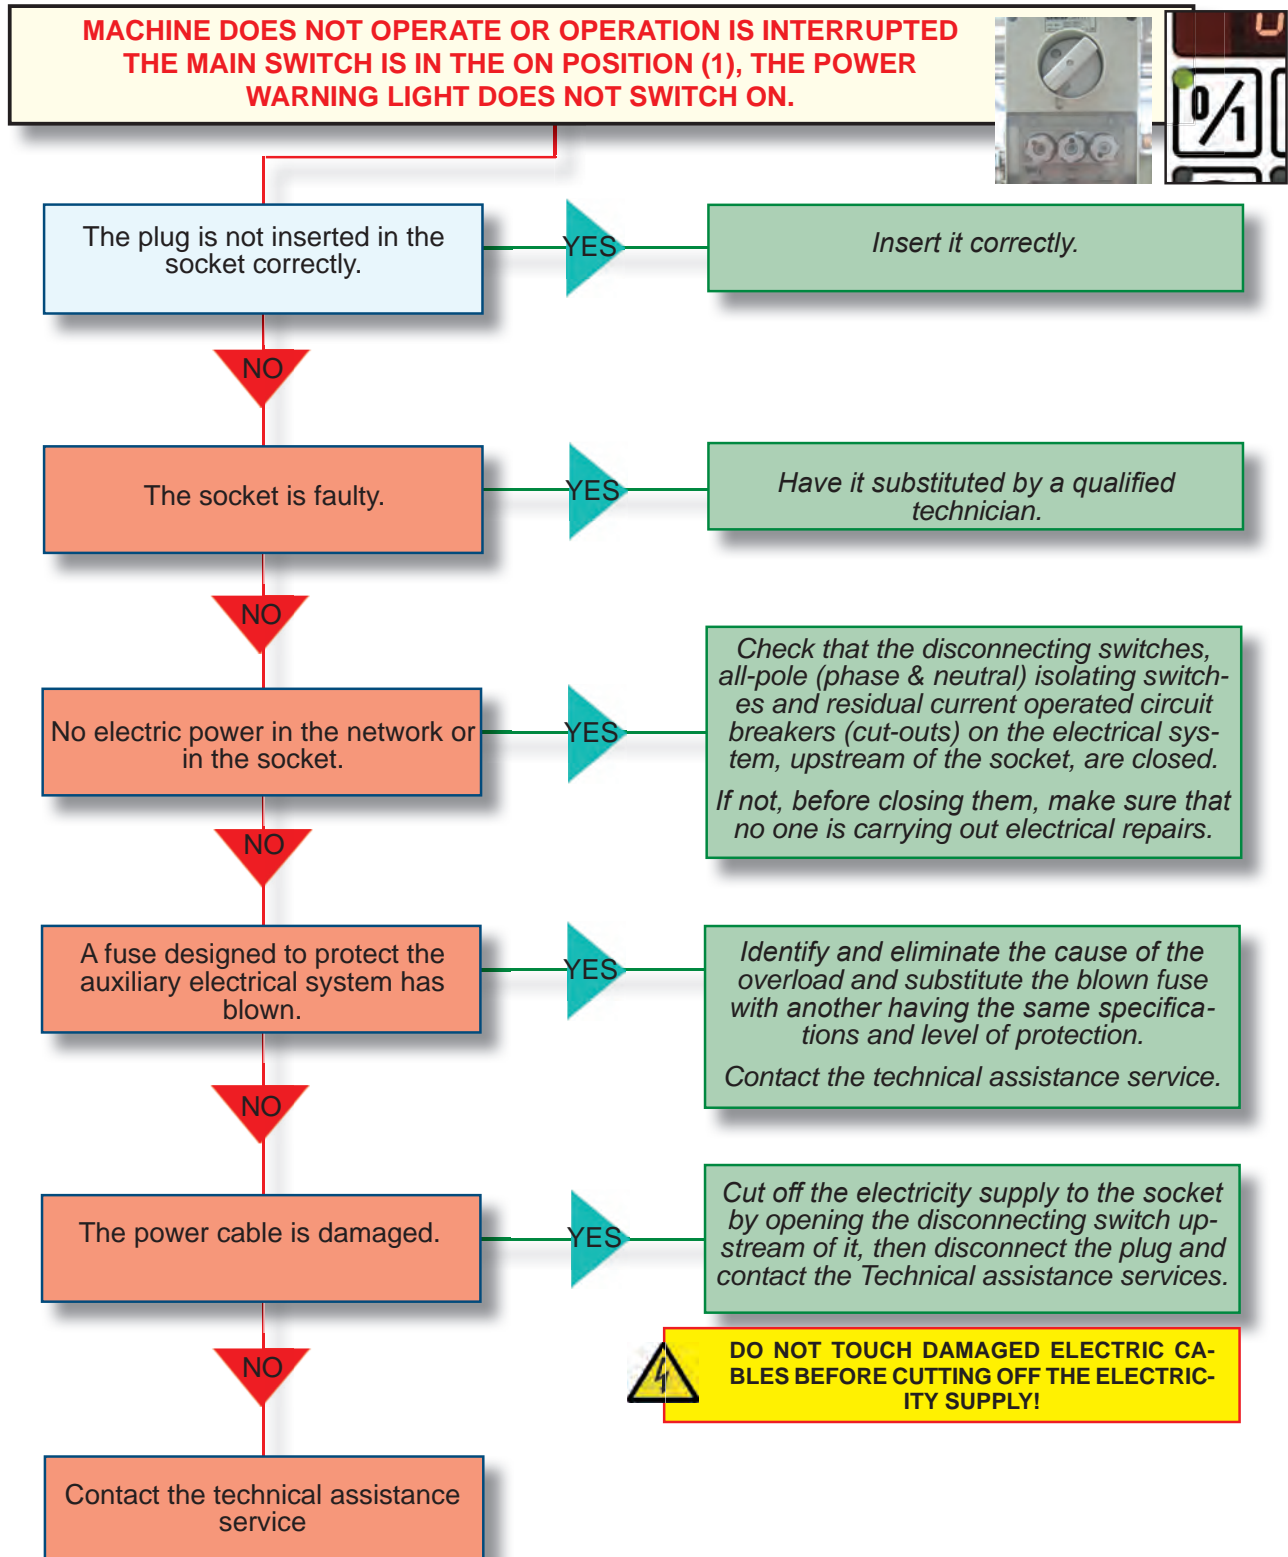 MACHINE DOES NOT OPERATE OR OPERATION IS INTERRUPTED
THE MAIN SWITCH IS IN THE ON POSITION (1), THE POWER
WARNING LIGHT DOES NOT SWITCH ON.
0/1
The plug is not inserted in the
socket correctly.
YES
Insert it correctly.
NO
The socket is faulty.
YES
Have it substituted by a qualified
technician.
NO
No electric power in the network or
in the socket.
YES
Check that the disconnecting switches,
all-pole (phase & neutral) isolating switch-
es and residual current operated circuit
breakers (cut-outs) on the electrical sys-
tem, upstream of the socket, are closed.
If not, before closing them, make sure that
no one is carrying out electrical repairs.
NO
A fuse designed to protect the
auxiliary electrical system has
blown.
YES
Identify and eliminate the cause of the
overload and substitute the blown fuse
with another having the same specifica-
tions and level of protection.
Contact the technical assistance service.
NO
The power cable is damaged.
YES
Cut off the electricity supply to the socket
by opening the disconnecting switch up-
stream of it, then disconnect the plug and
contact the Technical assistance services.
DO NOT TOUCH DAMAGED ELECTRIC CA-
BLES BEFORE CUTTING OFF THE ELECTRIC-
ITY SUPPLY!
NO
Contact the technical assistance
service